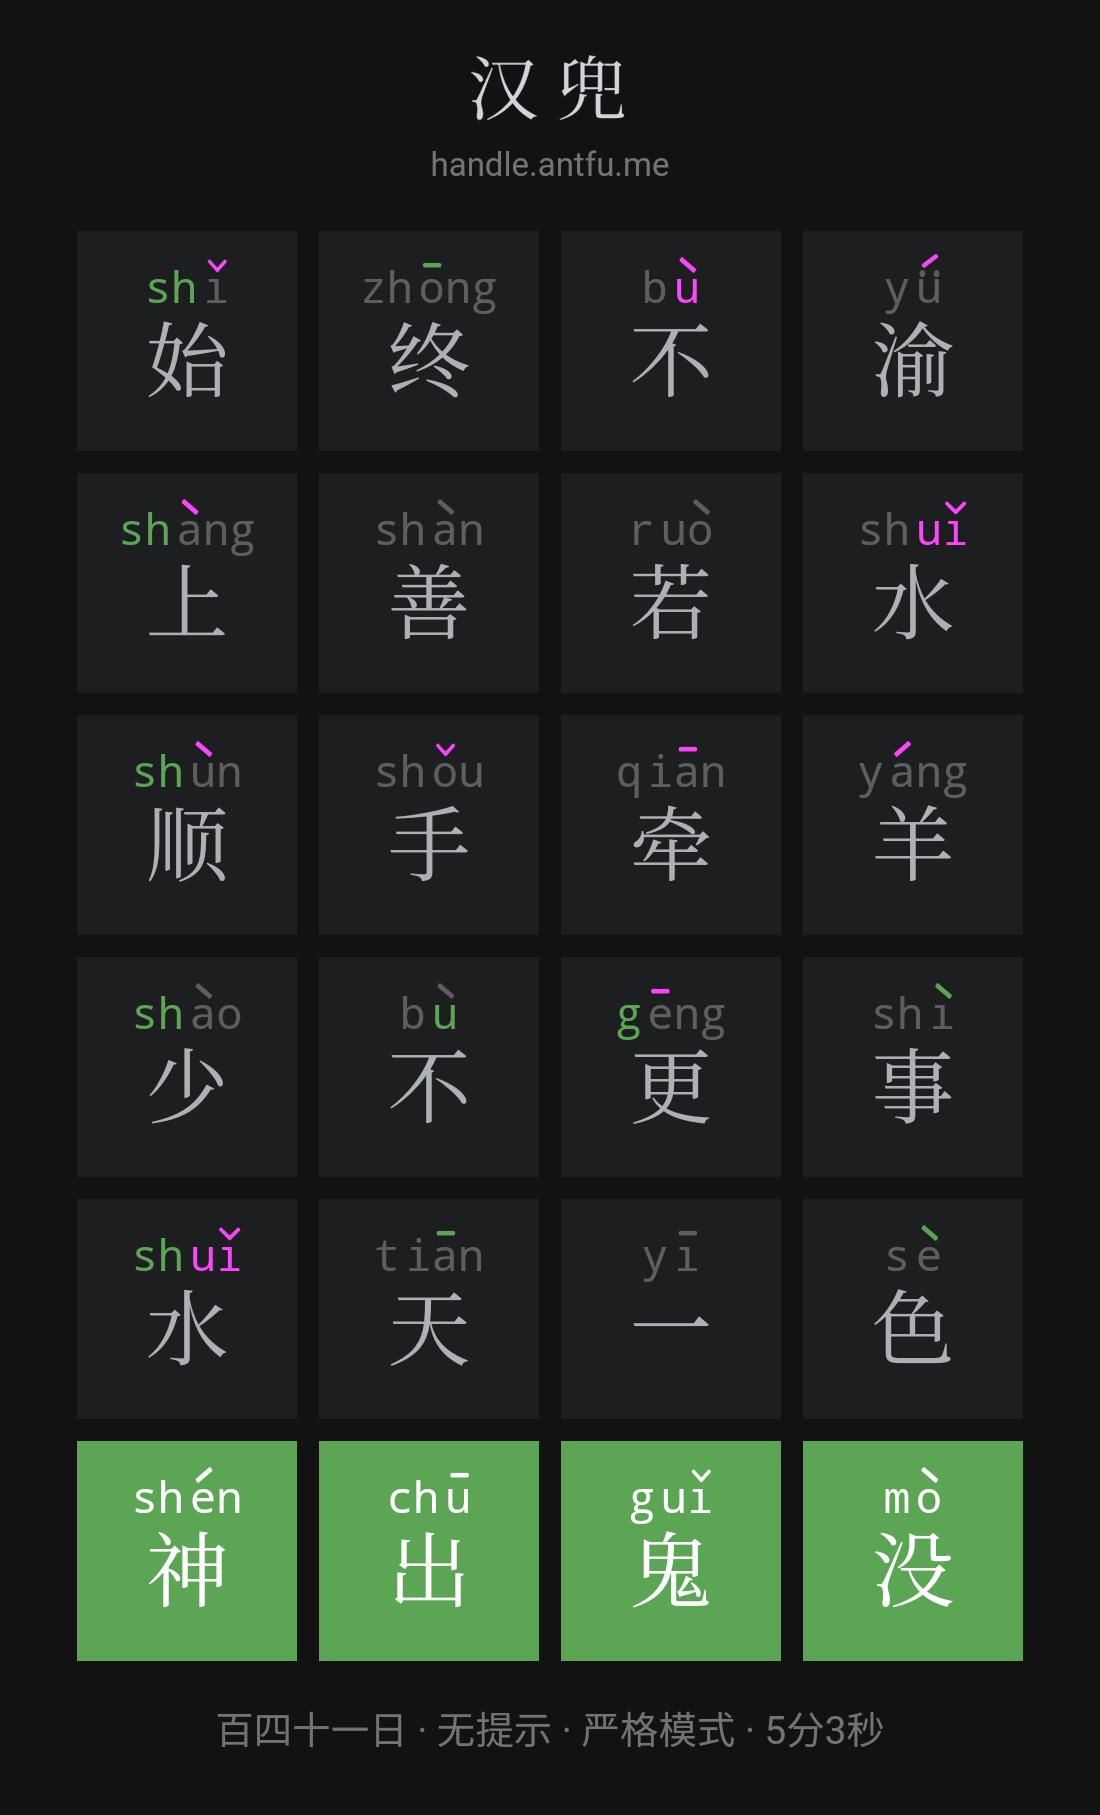 汉兜
handle.antfu.me
shǐ zhōng bù yǘ
始 终 不 渝
shàng shàn ruò shuǐ
上 善 若 水
shùn shǒu qiān yáng
顺 手 牵 羊
shào bù gēng shì
少 不 更 事
shuǐ tiān yī sè
水 天 一 色
shén chū guǐ mò
神 出 鬼 没
百四十一日 · 无提示 · 严格模式 · 5分3秒